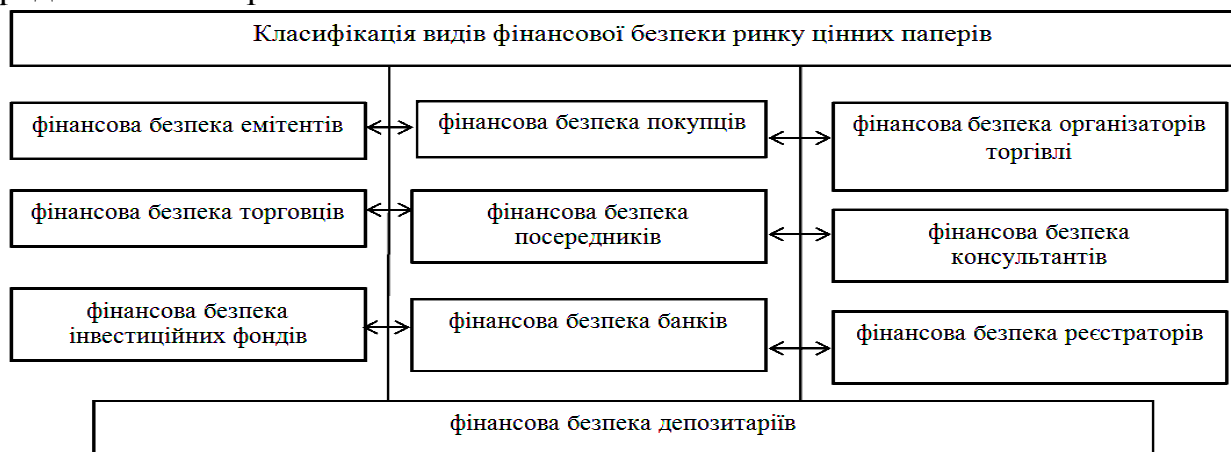 Класифікація видів фінансової безпеки ринку цінних паперів
фінансова безпека емітентів
фінансова безпека покупців
фінансова безпека організаторів
торгівлі
фінансова безпека торговців
фінансова безпека
посередників
фінансова безпека
консультантів
фінансова безпека
інвестиційних фондів
фінансова безпека банків
фінансова безпека реєстраторів
фінансова безпека депозитаріїв